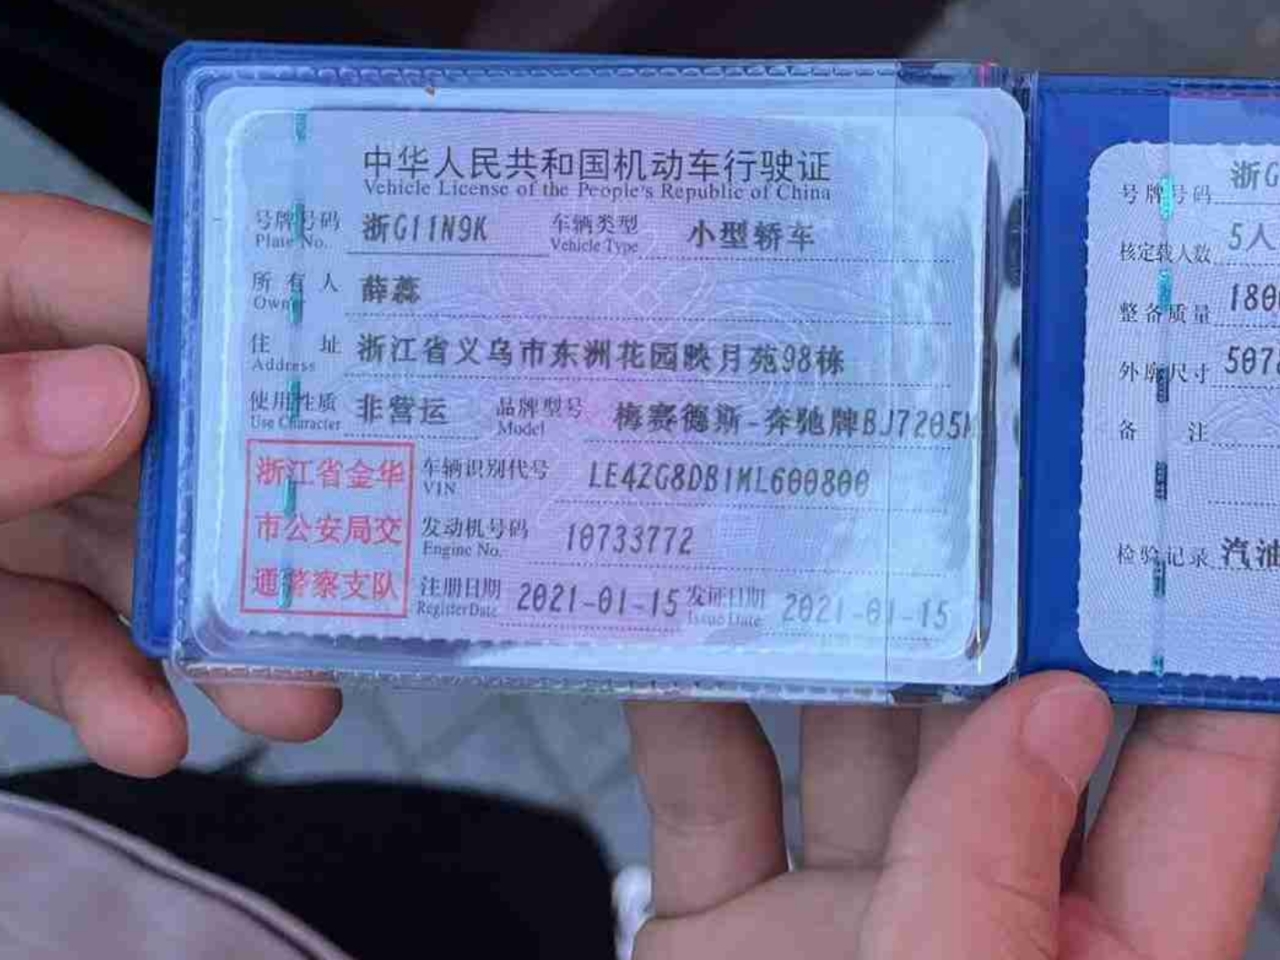 中华人民共和国机动车行驶证
Vehicle License of the People's Republic of China
号牌号码 浙G11N9K 车辆类型 小型轿车
Plate No. Vehicle Type
所有人 薛蕊
Owner
住址 浙江省义乌市东洲花园映月苑98栋
Address
使用性质 非营运 品牌型号 梅赛德斯-奔驰牌BJ7205
Use Character Model
浙江省金华
市公安局交
通警察支队
车辆识别代号 LE4ZG8DB1ML600800
VIN
发动机号码 10733772
Engine No.
注册日期 2021-01-15 发证日期 2021-01-15
Register Date Issue Date
号牌号码 浙G
核定载人数 5人
整备质量 180
外廓尺寸 507
备注
检验记录 汽油